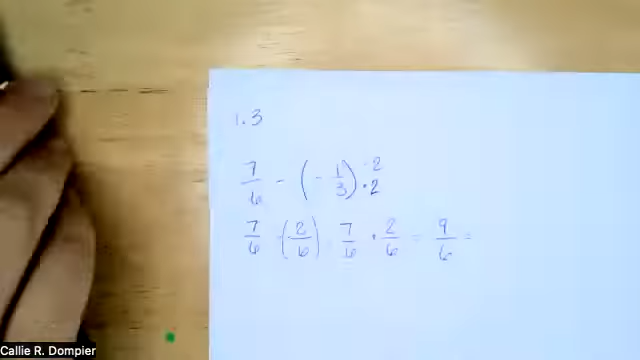 1.3
7/6 - (- 1/3) ·2 ·2
7/6 (2/6) 7/6 · 2/6 = 9/6 =
Callie R. Dompier